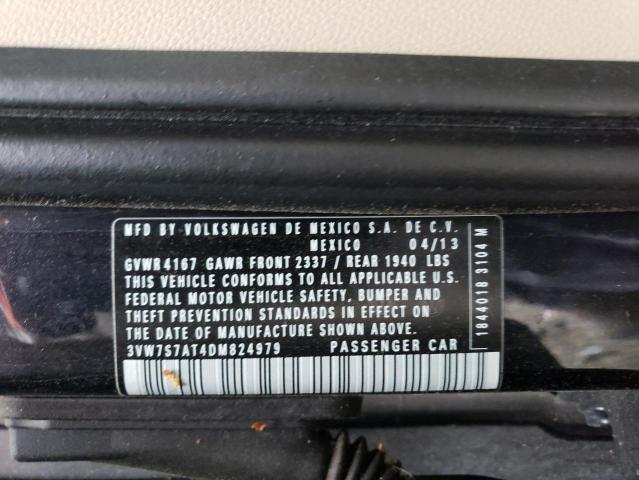 MFD BY VOLKSWAGEN DE MEXICO S.A. DE C.V.
MEXICO 04/13
GVWR 4167 GAWR FRONT 2337 / REAR 1940 LBS
THIS VEHICLE CONFORMS TO ALL APPLICABLE U.S.
FEDERAL MOTOR VEHICLE SAFETY, BUMPER AND
THEFT PREVENTION STANDARDS IN EFFECT ON
THE DATE OF MANUFACTURE SHOWN ABOVE.
3VW7S7AT4DM824979 PASSENGER CAR
1844018 3104 M